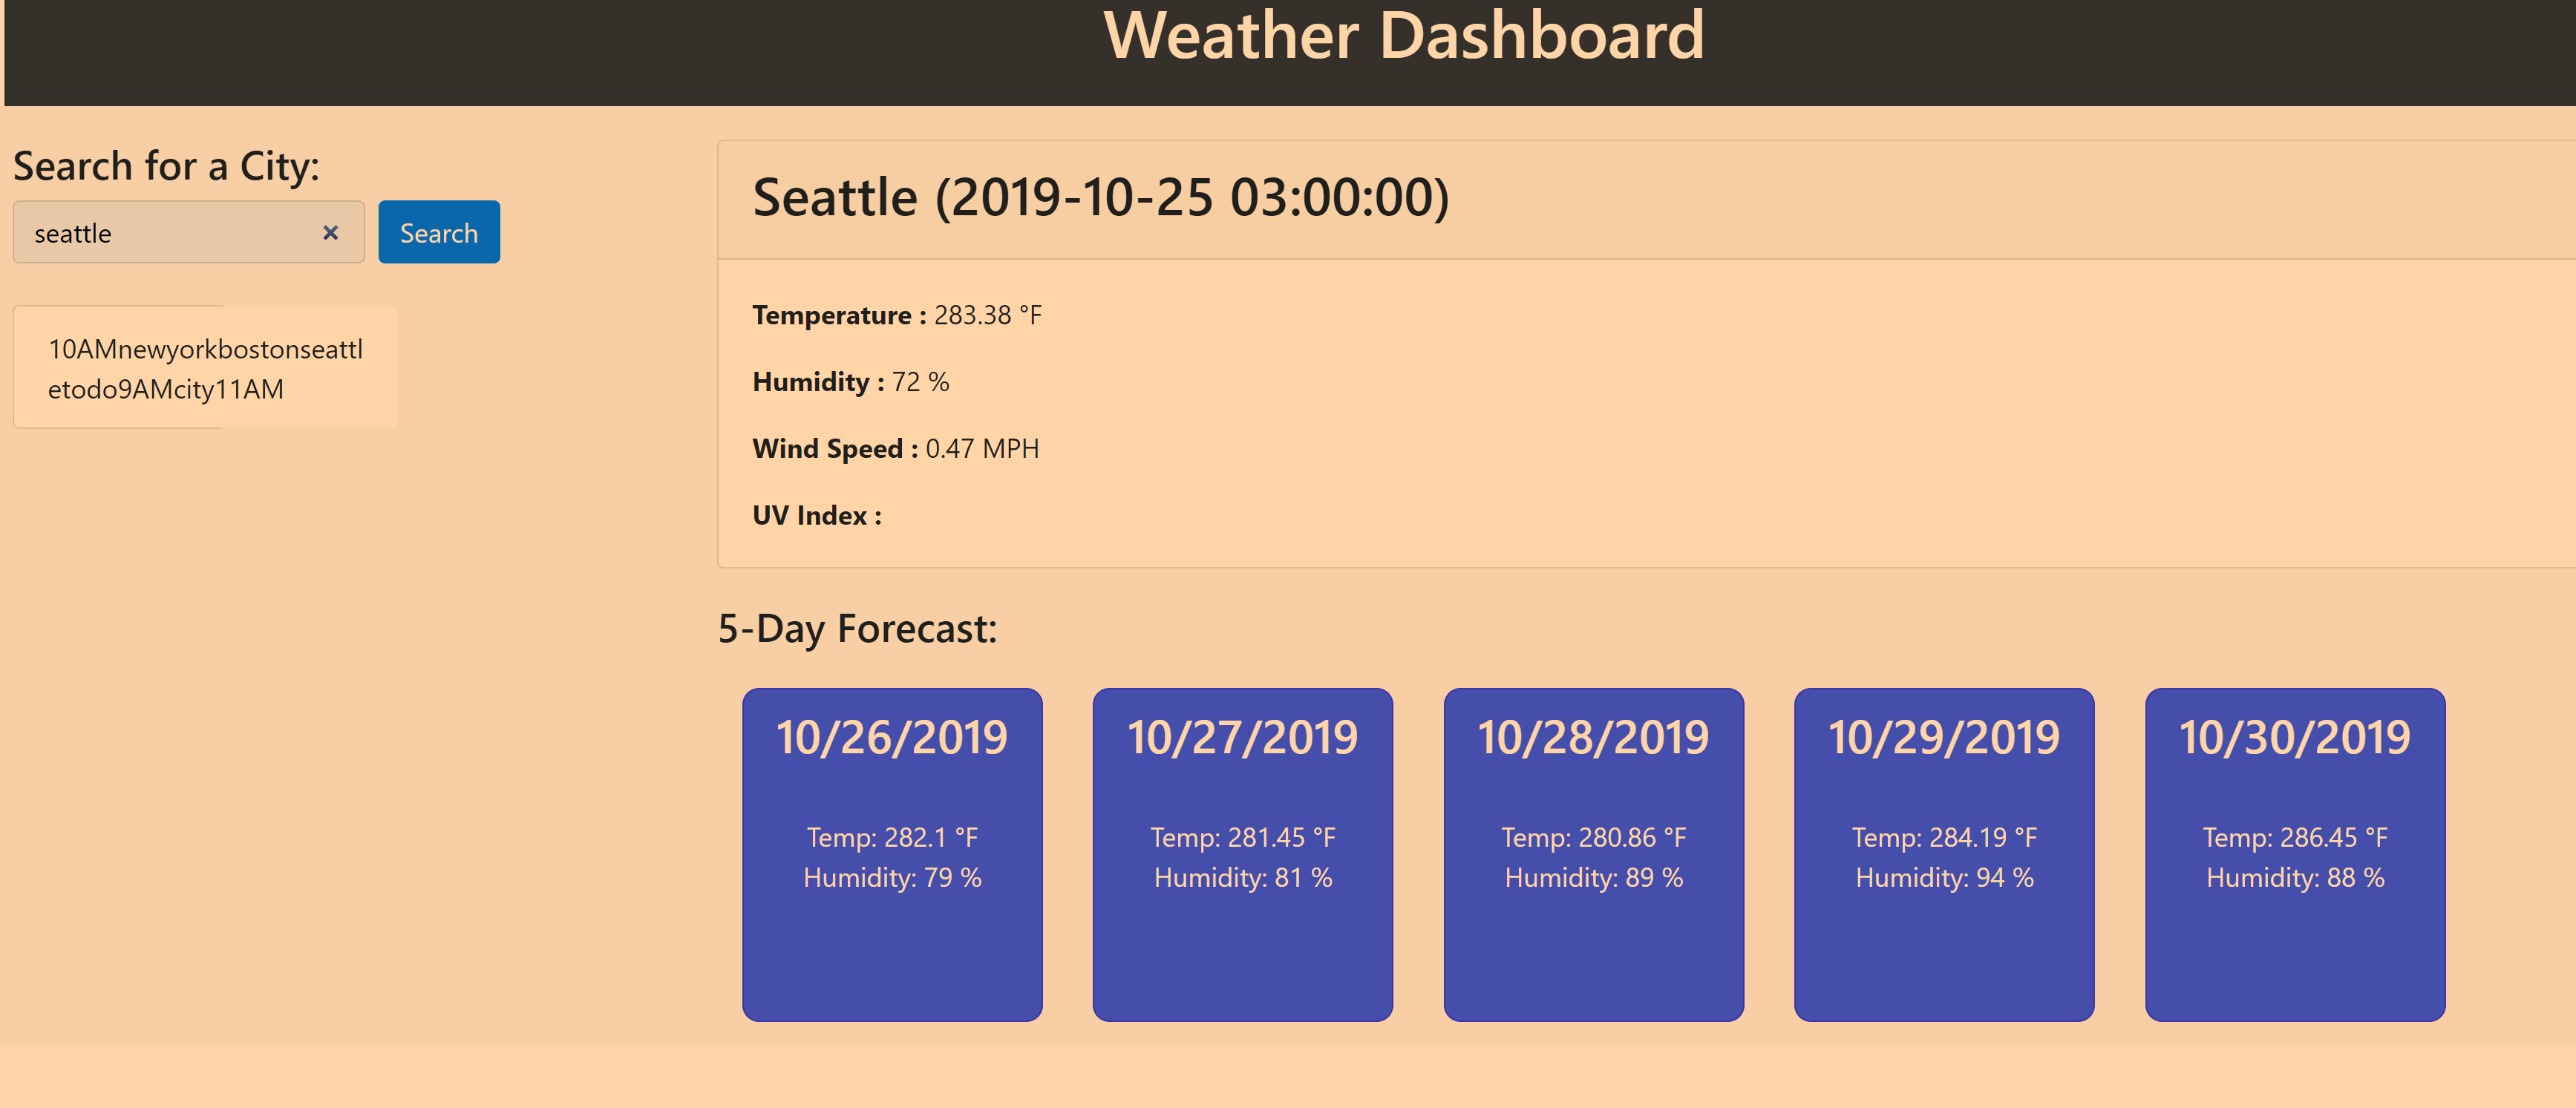 Weather Dashboard
Search for a City:
seattle ×
Search
10AMnewyorkbostonseattl
etodo9AMcity11AM
Seattle (2019-10-25 03:00:00)
Temperature : 283.38 °F
Humidity : 72 %
Wind Speed : 0.47 MPH
UV Index :
5-Day Forecast:
10/26/2019
Temp: 282.1 °F
Humidity: 79 %
10/27/2019
Temp: 281.45 °F
Humidity: 81 %
10/28/2019
Temp: 280.86 °F
Humidity: 89 %
10/29/2019
Temp: 284.19 °F
Humidity: 94 %
10/30/2019
Temp: 286.45 °F
Humidity: 88 %